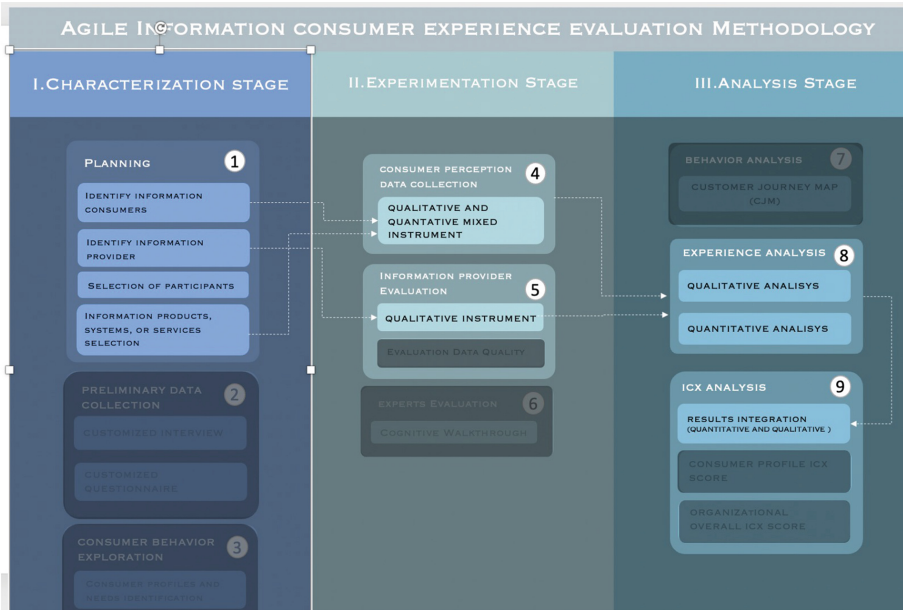 AGILE INFORMATION CONSUMER EXPERIENCE EVALUATION METHODOLOGY
I.CHARACTERIZATION STAGE
PLANNING
1
IDENTIFY INFORMATION
CONSUMERS
IDENTIFY INFORMATION
PROVIDER
SELECTION OF PARTICIPANTS
INFORMATION PRODUCTS,
SYSTEMS, OR SERVICES
SELECTION
PRELIMINARY DATA
COLLECTION
2
CUSTOMIZED INTERVIEW
CUSTOMIZED
QUESTIONNAIRE
CONSUMER BEHAVIOR
EXPLORATION
3
CONSUMER PROFILES AND
NEEDS IDENTIFICATION
II.EXPERIMENTATION STAGE
CONSUMER PERCEPTION
DATA COLLECTION
4
QUALITATIVE AND
QUANTATIVE MIXED
INSTRUMENT
INFORMATION PROVIDER
EVALUATION
5
QUALITATIVE INSTRUMENT
EVALUATION DATA QUALITY
EXPERTS EVALUATION
6
COGNITIVE WALKTHROUGH
III.ANALYSIS STAGE
BEHAVIOR ANALYSIS
7
CUSTOMER JOURNEY MAP
(CJM)
EXPERIENCE ANALYSIS
8
QUALITATIVE ANALISYS
QUANTITATIVE ANALISYS
ICX ANALYSIS
9
RESULTS INTEGRATION
(QUANTITATIVE AND QUALITATIVE )
CONSUMER PROFILE ICX
SCORE
ORGANIZATIONAL
OVERALL ICX SCORE